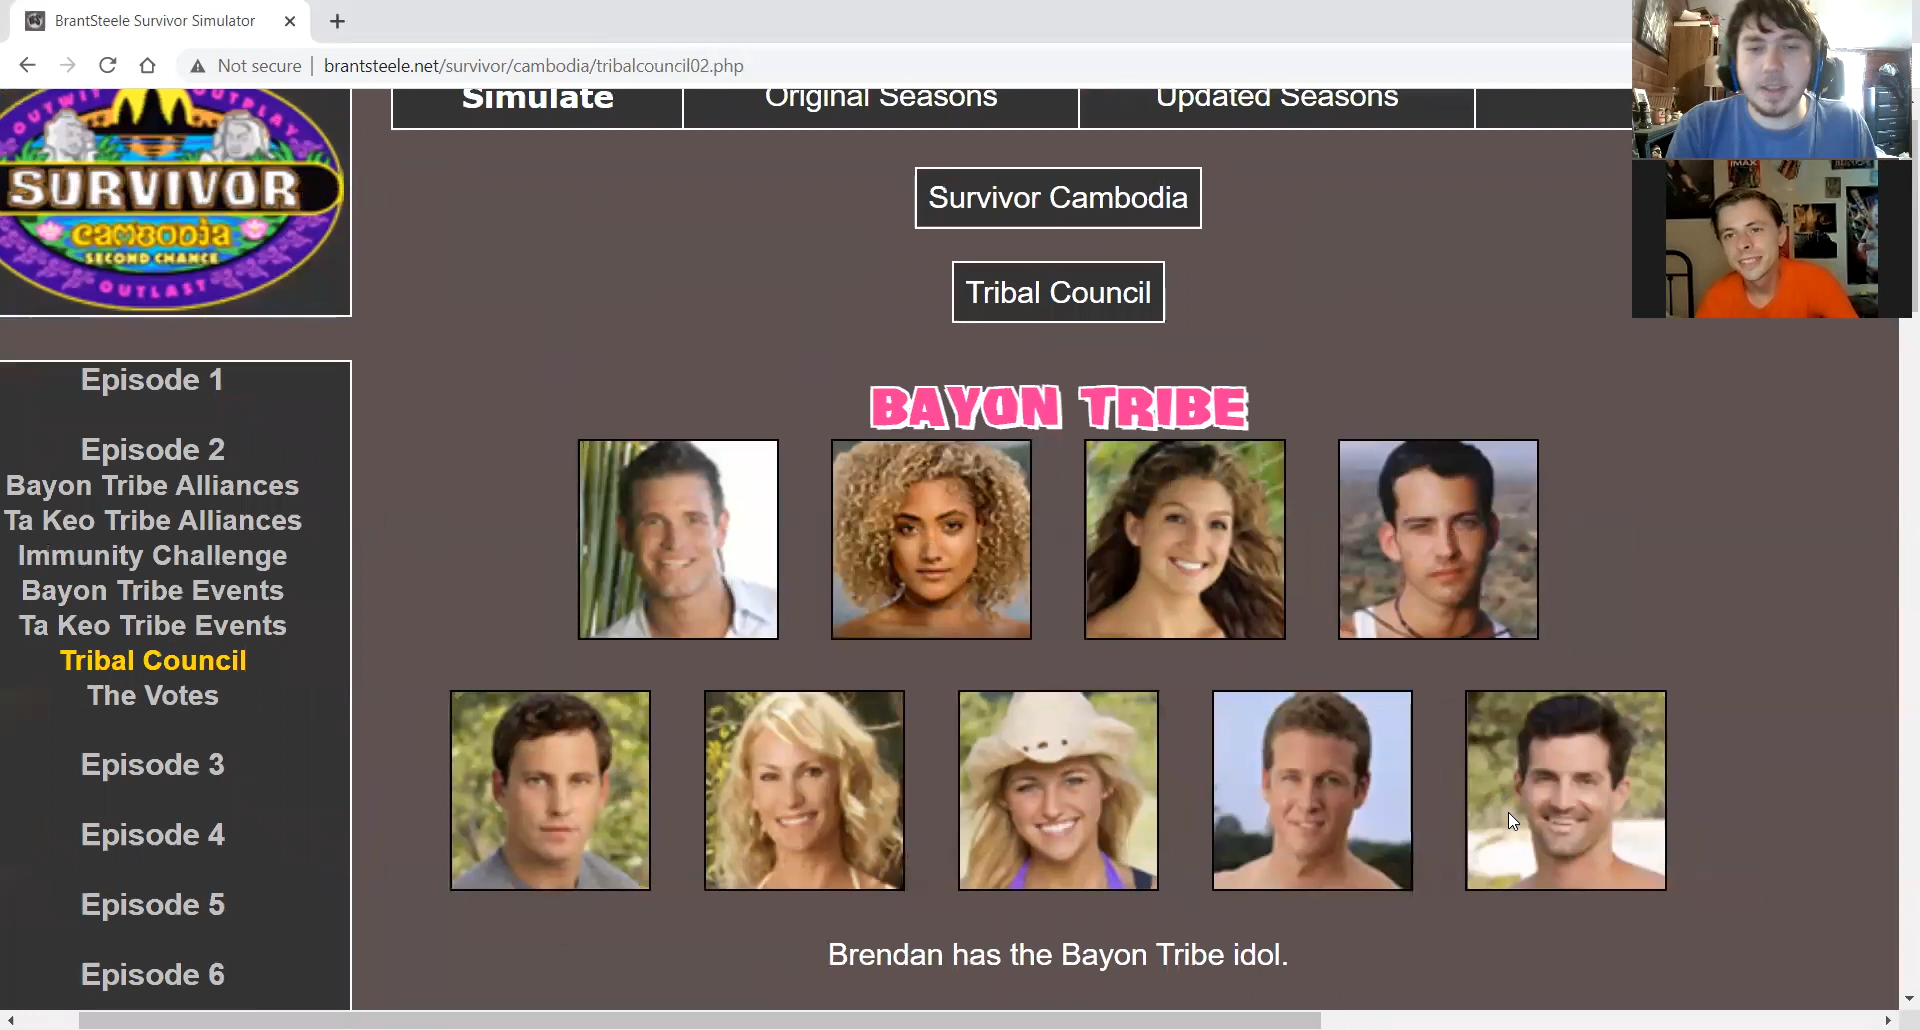 BrantSteele Survivor Simulator
Not secure
brantsteele.net/survivor/cambodia/tribalcouncil02.php
Simulate
Original Seasons
Updated Seasons
OUTWIT OUTPLAY
SURVIVOR
CAMBODIA
SECOND CHANCE
OUTLAST
Survivor Cambodia
Tribal Council
Episode 1
Episode 2
Bayon Tribe Alliances
Ta Keo Tribe Alliances
Immunity Challenge
Bayon Tribe Events
Ta Keo Tribe Events
Tribal Council
The Votes
Episode 3
Episode 4
Episode 5
Episode 6
BAYON TRIBE
Brendan has the Bayon Tribe idol.
IMAX